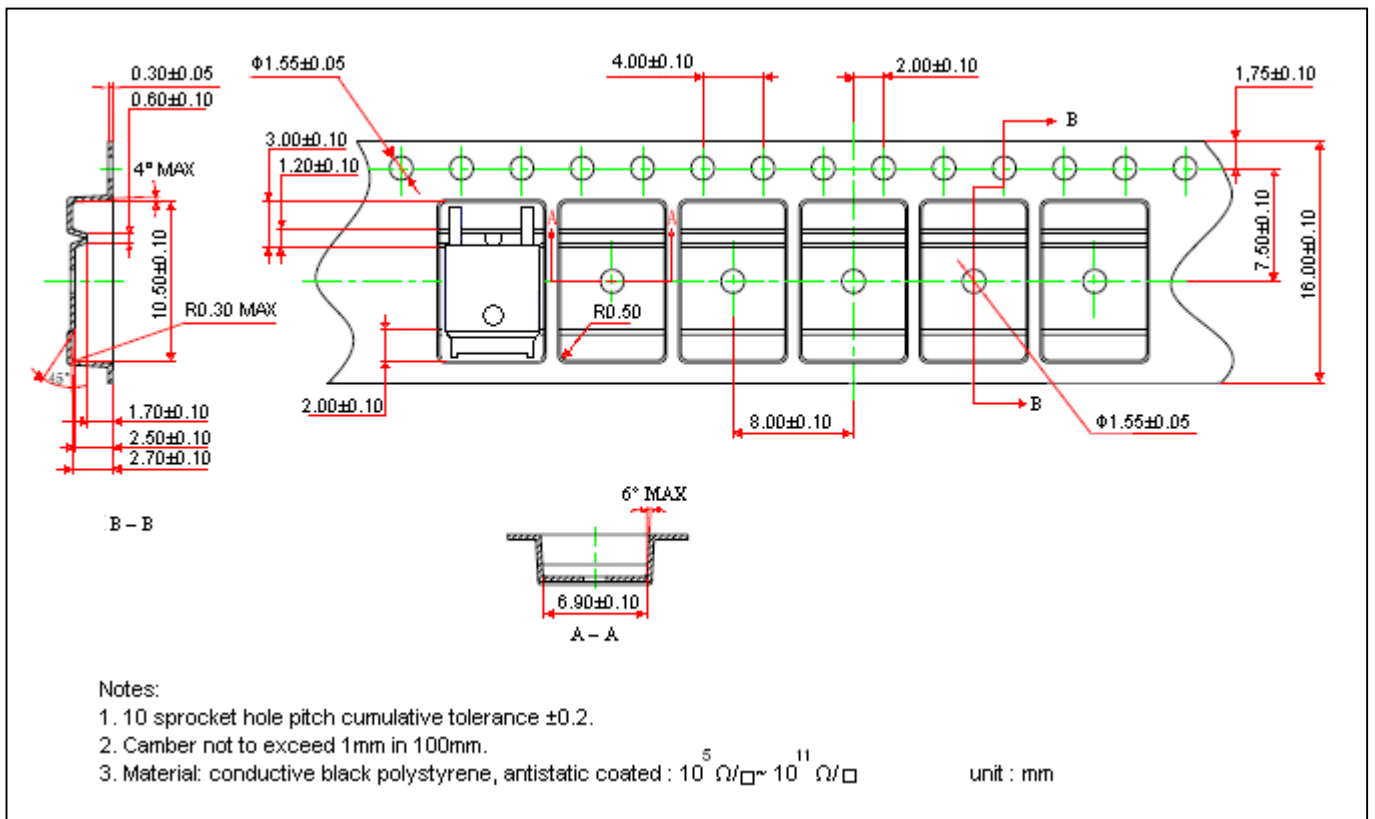 0.30±0.05
Φ1.55±0.05
4.00±0.10
2.00±0.10
1,75±0.10
0.60±0.10
B
3.00±0.10
1.20±0.10
4° MAX
A
A
10.50±0.10
7.50±0.10
16.00±0.10
R0.30 MAX
R0.50
45°
2.00±0.10
B
1.70±0.10
8.00±0.10
Φ1.55±0.05
2.50±0.10
2.70±0.10
6° MAX
B – B
6.90±0.10
A – A
Notes:
1. 10 sprocket hole pitch cumulative tolerance ±0.2.
2. Camber not to exceed 1mm in 100mm.
3. Material: conductive black polystyrene, antistatic coated : 10⁵ Ω/□~ 10¹¹ Ω/□ unit : mm